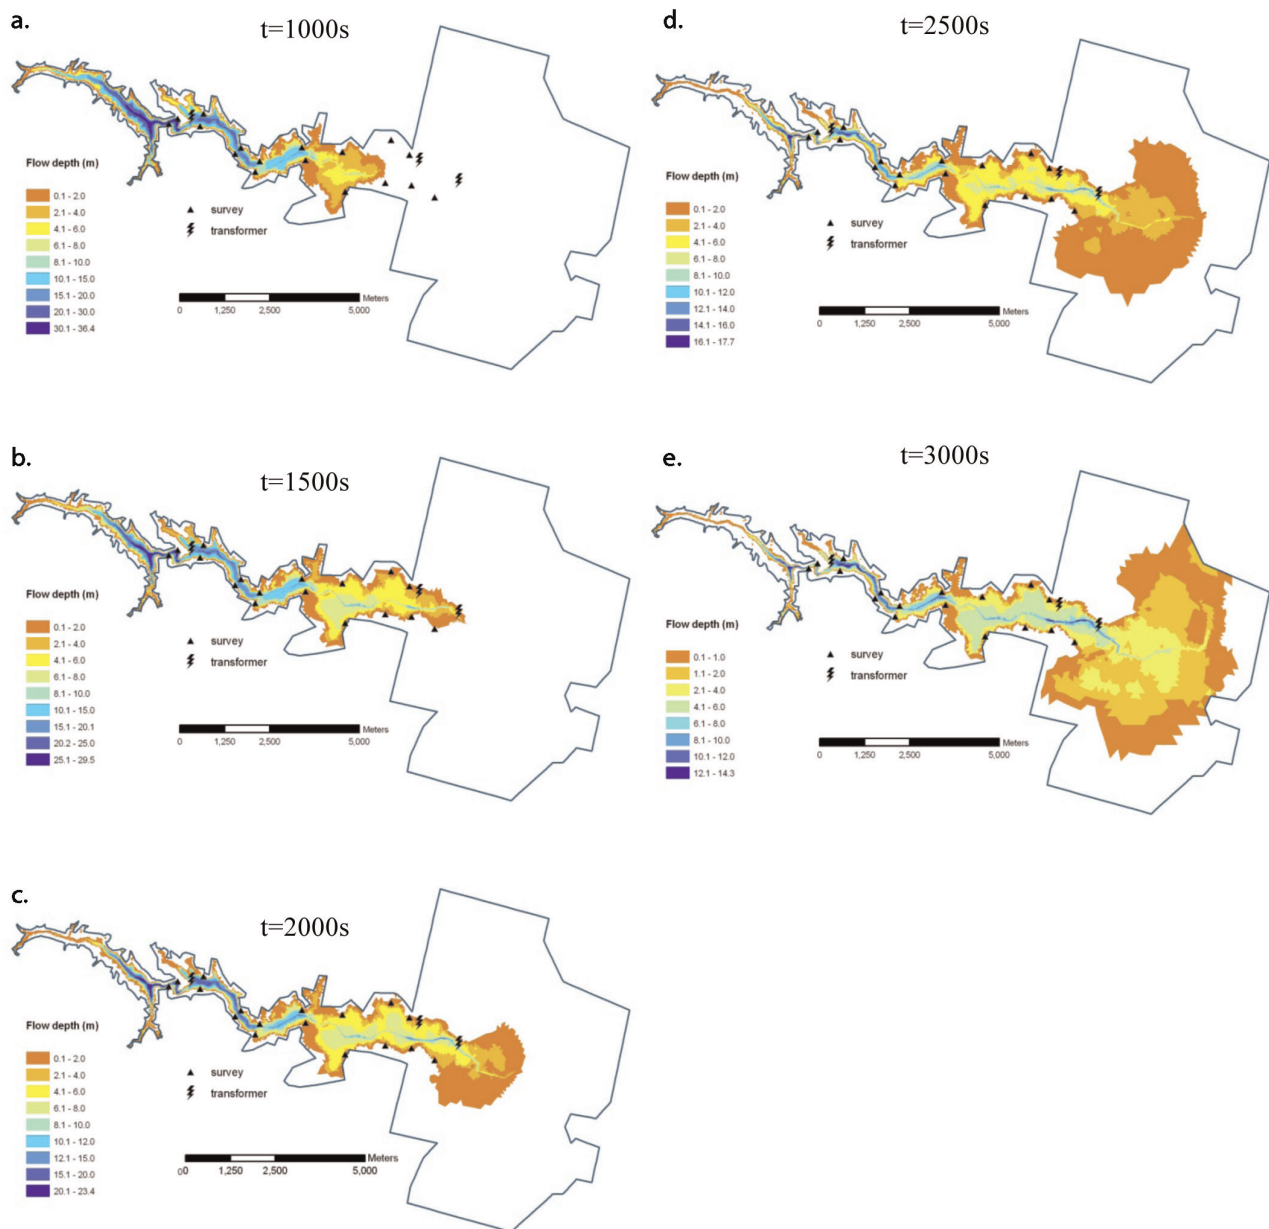 a.
t=1000s
Flow depth (m)
0.1 - 2.0
2.1 - 4.0
4.1 - 6.0
6.1 - 8.0
8.1 - 10.0
10.1 - 15.0
15.1 - 20.0
20.1 - 30.0
30.1 - 36.4
survey
transformer
Meters
0 1,250 2,500 5,000
b.
t=1500s
Flow depth (m)
0.1 - 2.0
2.1 - 4.0
4.1 - 6.0
6.1 - 8.0
8.1 - 10.0
10.1 - 15.0
15.1 - 20.1
20.2 - 25.0
25.1 - 29.5
survey
transformer
Meters
0 1,250 2,500 5,000
c.
t=2000s
Flow depth (m)
0.1 - 2.0
2.1 - 4.0
4.1 - 6.0
6.1 - 8.0
8.1 - 10.0
10.1 - 12.0
12.1 - 15.0
15.1 - 20.0
20.1 - 23.4
survey
transformer
Meters
00 1,250 2,500 5,000
d.
t=2500s
Flow depth (m)
0.1 - 2.0
2.1 - 4.0
4.1 - 6.0
6.1 - 8.0
8.1 - 10.0
10.1 - 12.0
12.1 - 14.0
14.1 - 16.0
16.1 - 17.7
survey
transformer
Meters
0 1,250 2,500 5,000
e.
t=3000s
Flow depth (m)
0.1 - 1.0
1.1 - 2.0
2.1 - 4.0
4.1 - 6.0
6.1 - 8.0
8.1 - 10.0
10.1 - 12.0
12.1 - 14.3
survey
transformer
Meters
0 1,250 2,500 5,000